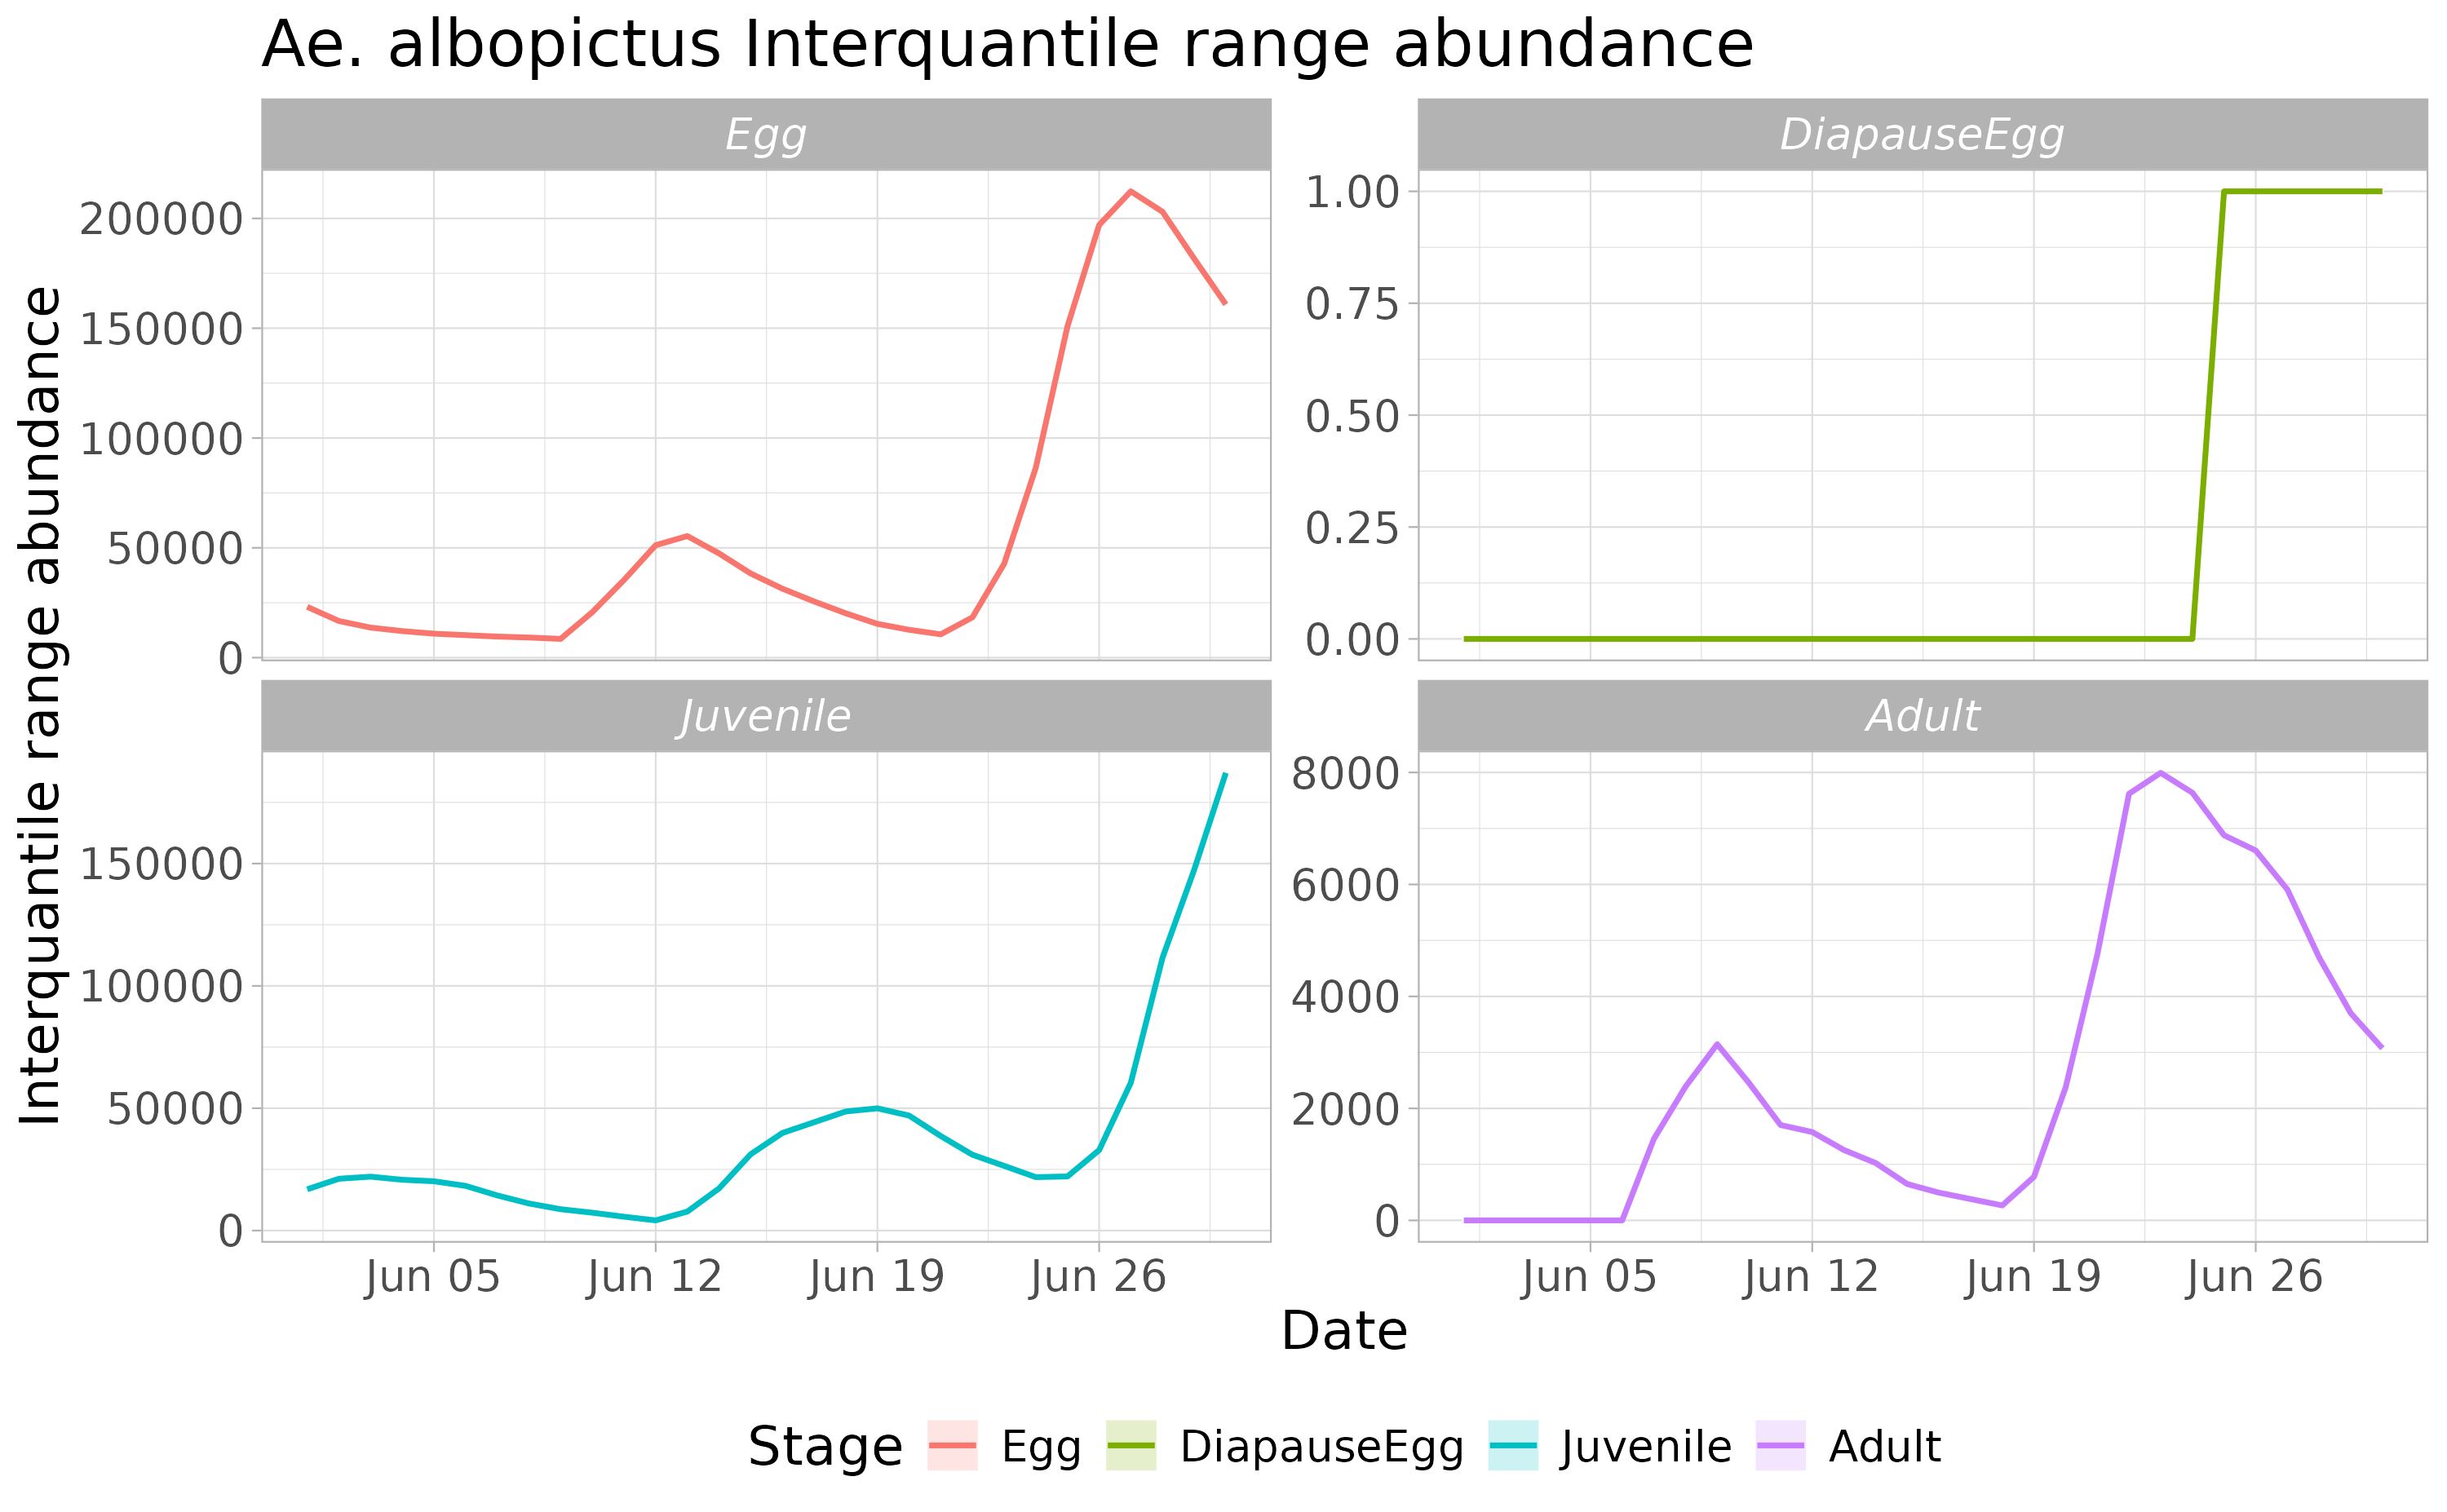 Ae. albopictus Interquantile range abundance
Interquantile range abundance
Egg
200000
150000
100000
50000
0
DiapauseEgg
1.00
0.75
0.50
0.25
0.00
Juvenile
150000
100000
50000
0
Jun 05 Jun 12 Jun 19 Jun 26
Adult
8000
6000
4000
2000
0
Jun 05 Jun 12 Jun 19 Jun 26
Date
Stage Egg DiapauseEgg Juvenile Adult